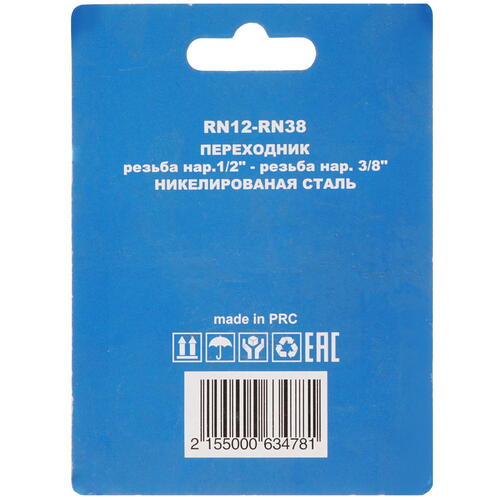 RN12-RN38
ПЕРЕХОДНИК
резьба нар.1/2" - резьба нар. 3/8"
НИКЕЛИРОВАНАЯ СТАЛЬ
made in PRC
EAC
2 155000 634781